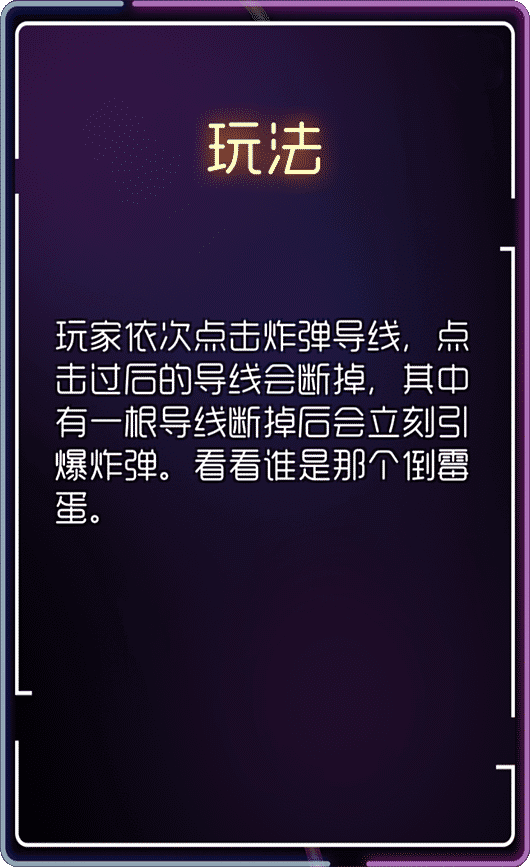 玩法
玩家依次点击炸弹导线，点
击过后的导线会断掉，其中
有一根导线断掉后会立刻引
爆炸弹。看看谁是那个倒霉
蛋。